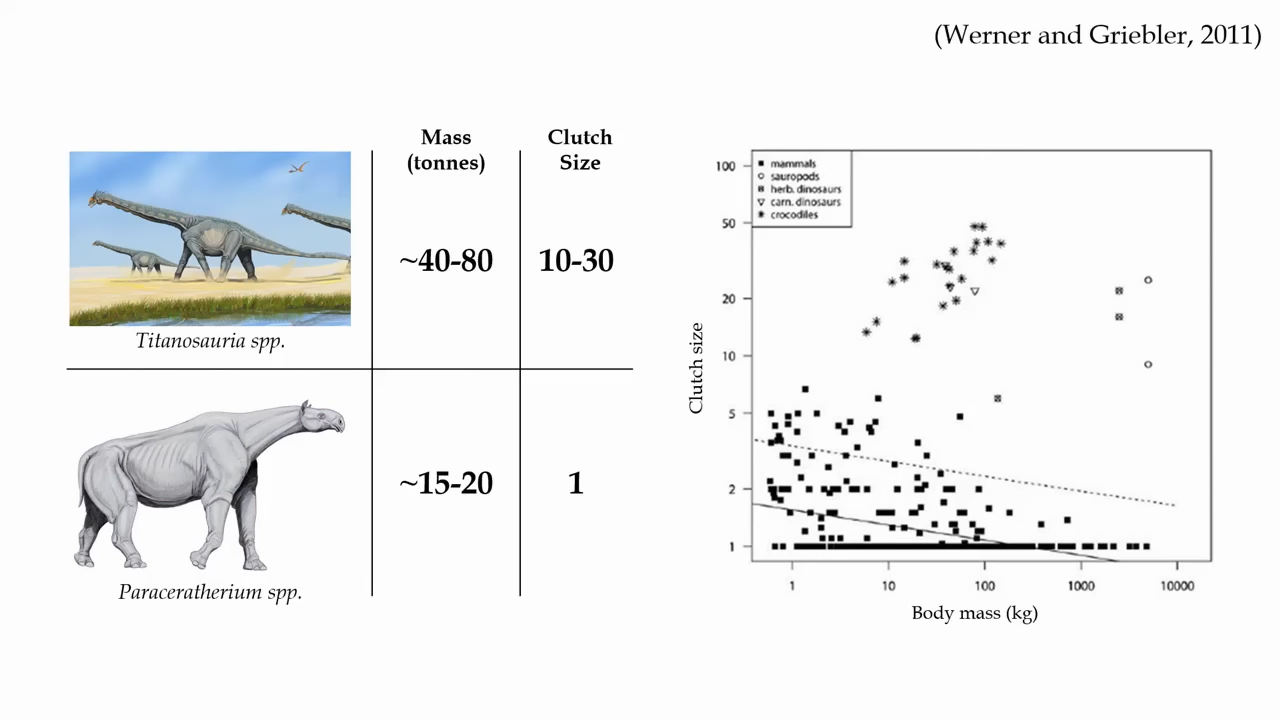 (Werner and Griebler, 2011)
Mass
(tonnes)
Clutch
Size
~40-80
10-30
Titanosauria spp.
~15-20
1
Paraceratherium spp.
mammals
sauropods
herb. dinosaurs
carn. dinosaurs
crocodiles
100
50
20
10
5
2
1
Clutch size
1
10
100
1000
10000
Body mass (kg)